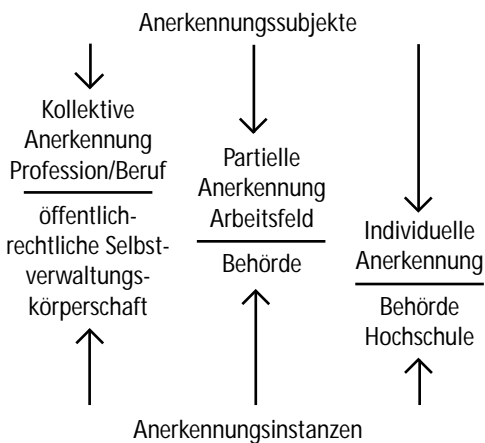 Anerkennungssubjekte
Kollektive
Anerkennung
Profession/Beruf
öffentlich-
rechtliche Selbst-
verwaltungs-
körperschaft
Partielle
Anerkennung
Arbeitsfeld
Behörde
Individuelle
Anerkennung
Behörde
Hochschule
Anerkennungsinstanzen